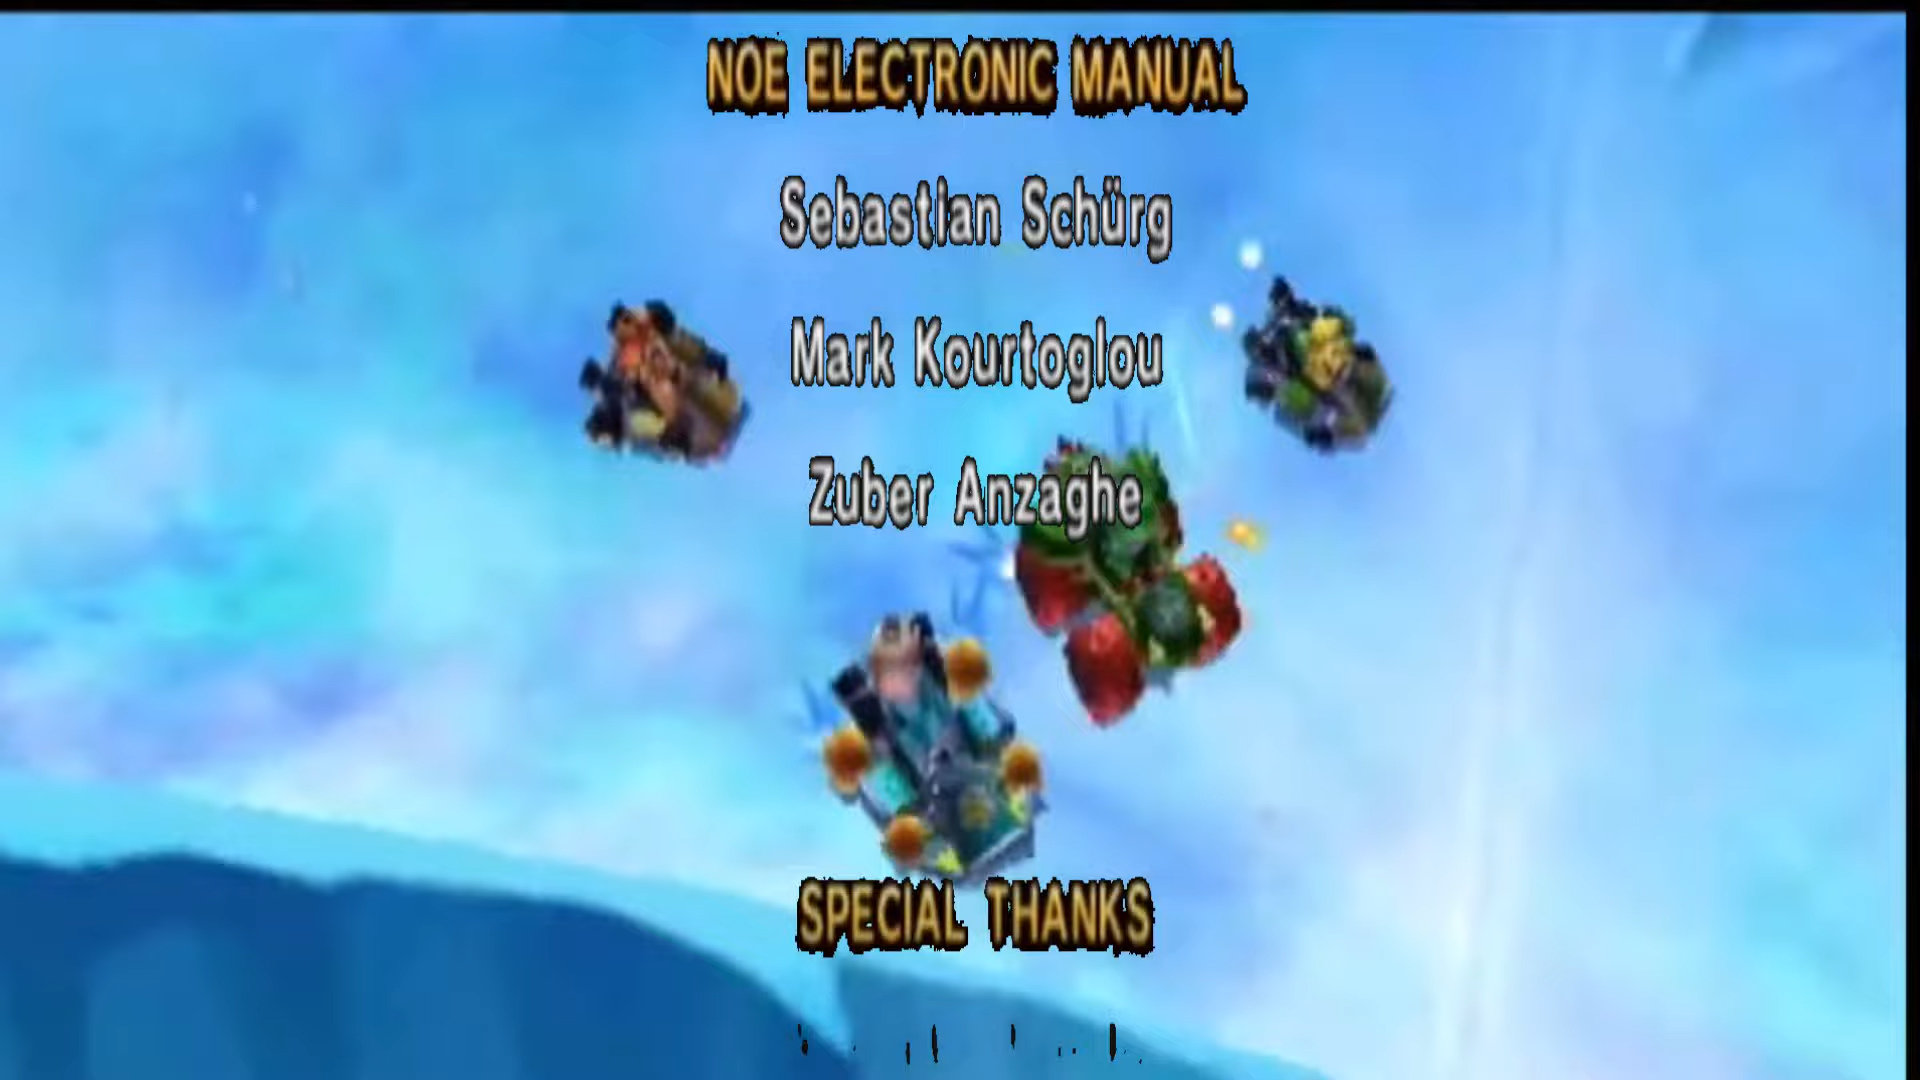 NOE ELECTRONIC MANUAL
Sebastian Schürg
Mark Kourtoglou
Zuber Anzaghe
SPECIAL THANKS